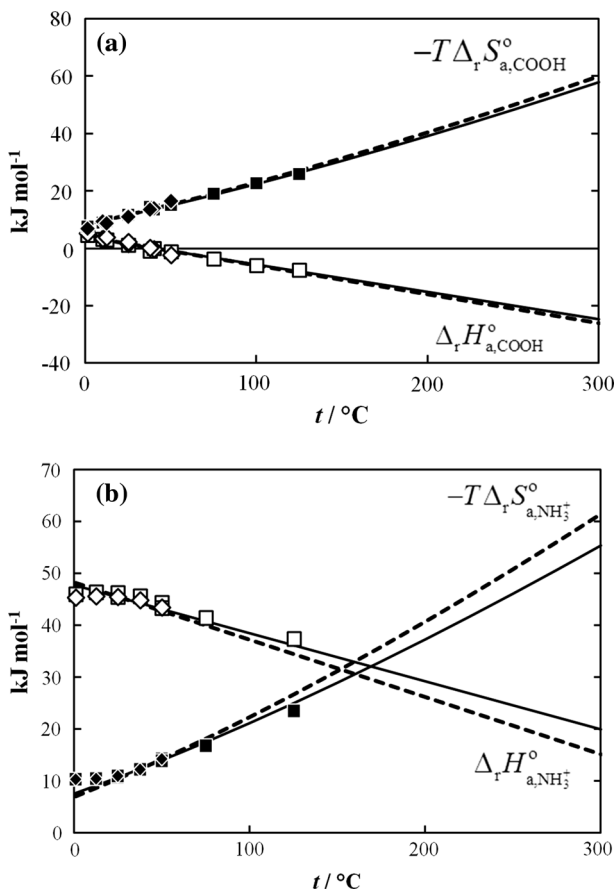 (a)
80
60
40
20
0
-20
-40
kJ mol⁻¹
−TΔᵣS°ₐ,COOH
ΔᵣH°ₐ,COOH
0 100 200 300
t / °C
(b)
70
60
50
40
30
20
10
0
kJ mol⁻¹
−TΔᵣS°ₐ,NH₃⁺
ΔᵣH°ₐ,NH₃⁺
0 100 200 300
t / °C